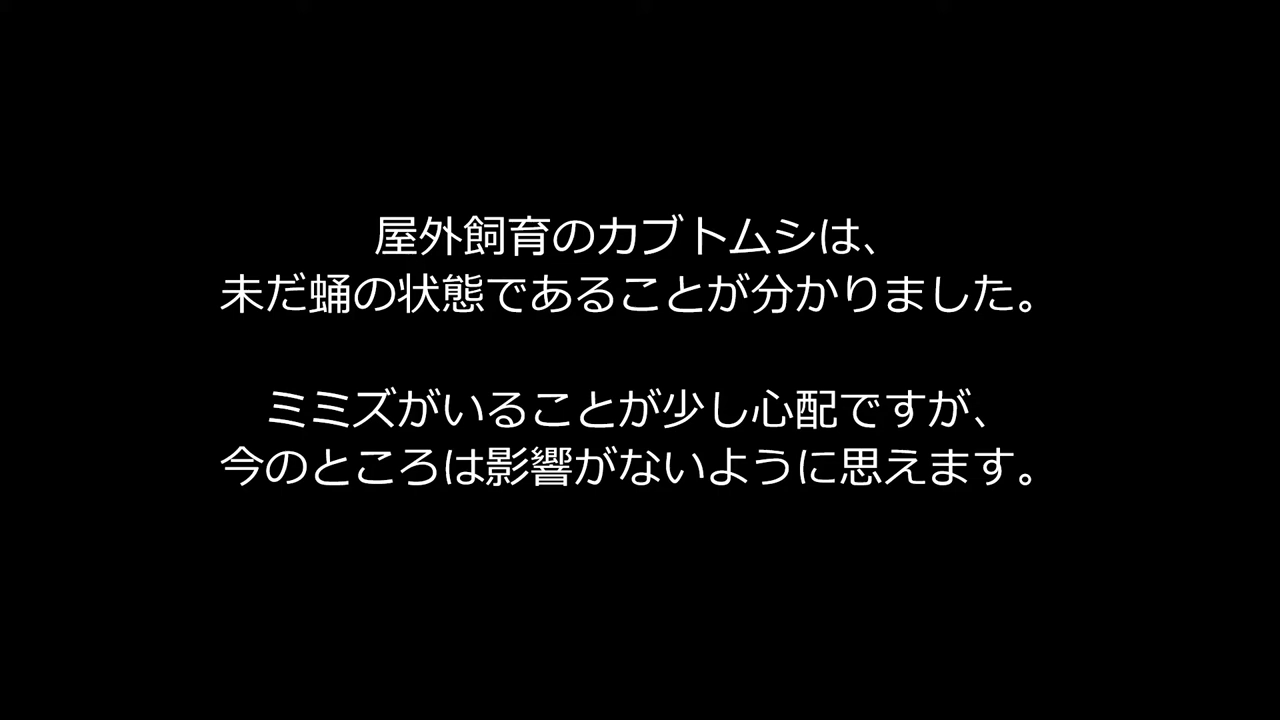 屋外飼育のカブトムシは、
未だ蛹の状態であることが分かりました。
ミミズがいることが少し心配ですが、
今のところは影響がないように思えます。